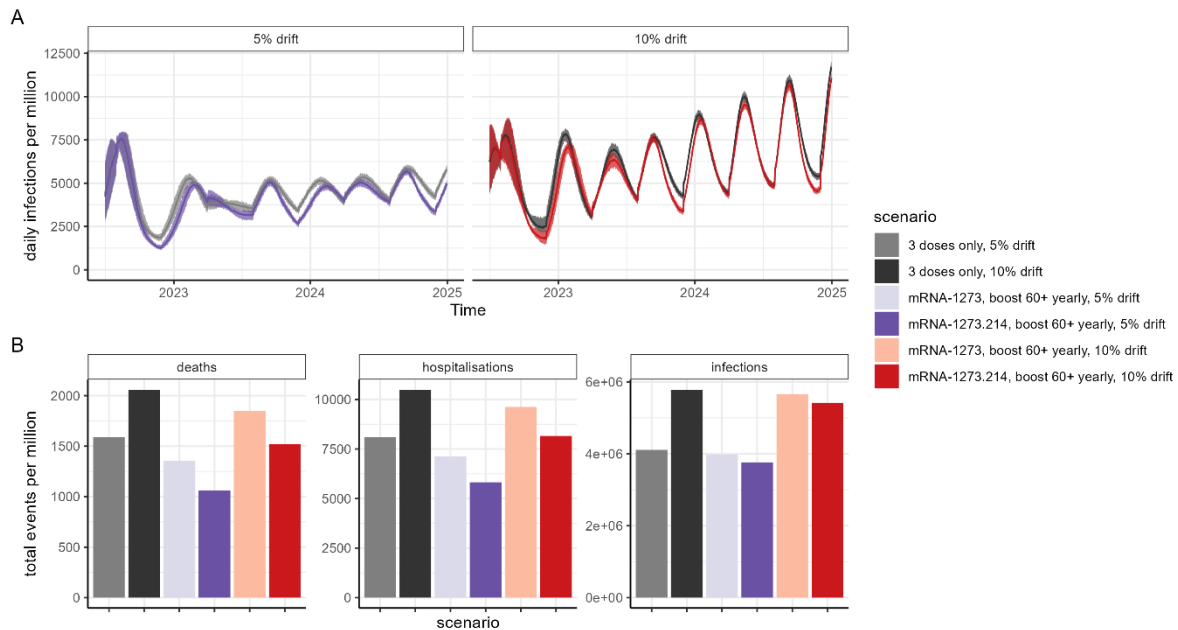 A
5% drift
10% drift
12500
10000
7500
5000
2500
0
daily infections per million
2023
2024
2025
2023
2024
2025
Time
scenario
3 doses only, 5% drift
3 doses only, 10% drift
mRNA-1273, boost 60+ yearly, 5% drift
mRNA-1273.214, boost 60+ yearly, 5% drift
mRNA-1273, boost 60+ yearly, 10% drift
mRNA-1273.214, boost 60+ yearly, 10% drift
B
deaths
hospitalisations
infections
total events per million
2000
1500
1000
500
0
10000
7500
5000
2500
0
6e+06
4e+06
2e+06
0e+00
scenario